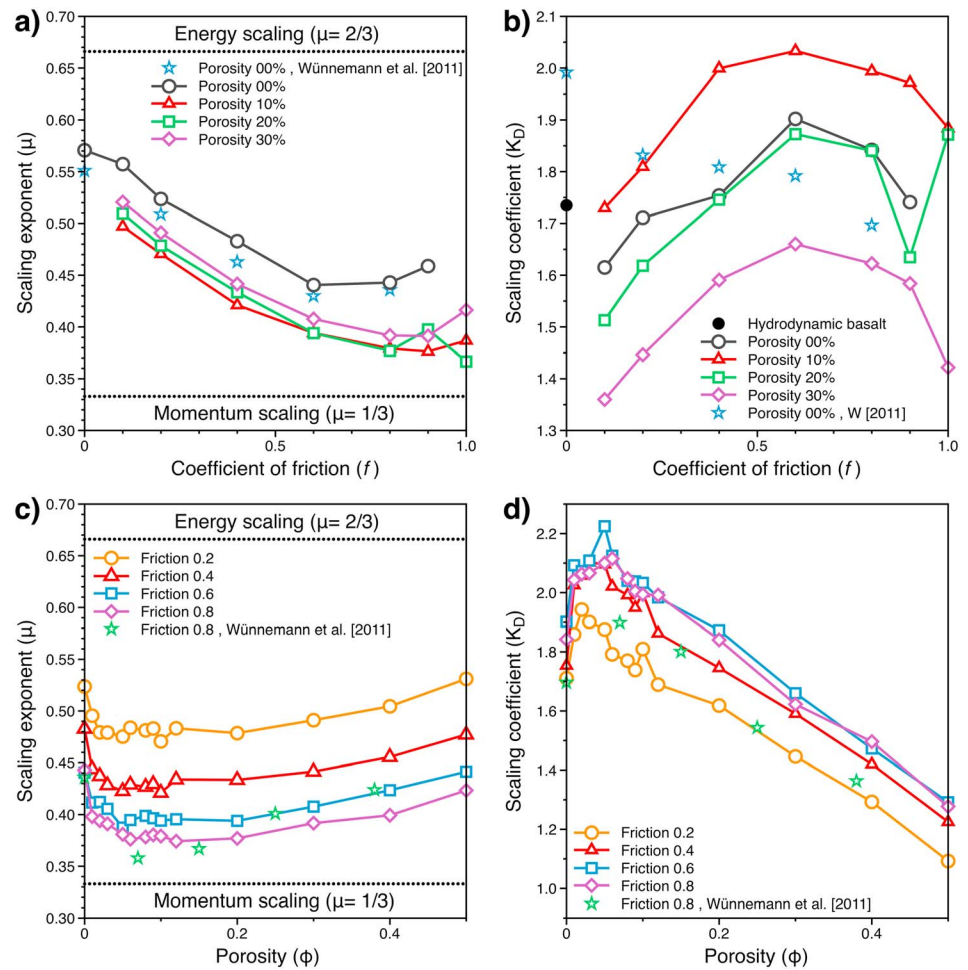 a)
0.70
0.65
0.60
0.55
0.50
0.45
0.40
0.35
0.30
Scaling exponent (μ)
Energy scaling (μ= 2/3)
Porosity 00% , Wünnemann et al. [2011]
Porosity 00%
Porosity 10%
Porosity 20%
Porosity 30%
Momentum scaling (μ= 1/3)
0
0.5
1.0
Coefficient of friction (f)
b)
2.1
2.0
1.9
1.8
1.7
1.6
1.5
1.4
1.3
Scaling coefficient (K_D)
Hydrodynamic basalt
Porosity 00%
Porosity 10%
Porosity 20%
Porosity 30%
Porosity 00% , W [2011]
0
0.5
1.0
Coefficient of friction (f)
c)
0.70
0.65
0.60
0.55
0.50
0.45
0.40
0.35
0.30
Scaling exponent (μ)
Energy scaling (μ= 2/3)
Friction 0.2
Friction 0.4
Friction 0.6
Friction 0.8
Friction 0.8 , Wünnemann et al. [2011]
Momentum scaling (μ= 1/3)
0
0.2
0.4
Porosity (ϕ)
d)
2.2
2.0
1.8
1.6
1.4
1.2
1.0
Scaling coefficient (K_D)
Friction 0.2
Friction 0.4
Friction 0.6
Friction 0.8
Friction 0.8 , Wünnemann et al. [2011]
0
0.2
0.4
Porosity (ϕ)